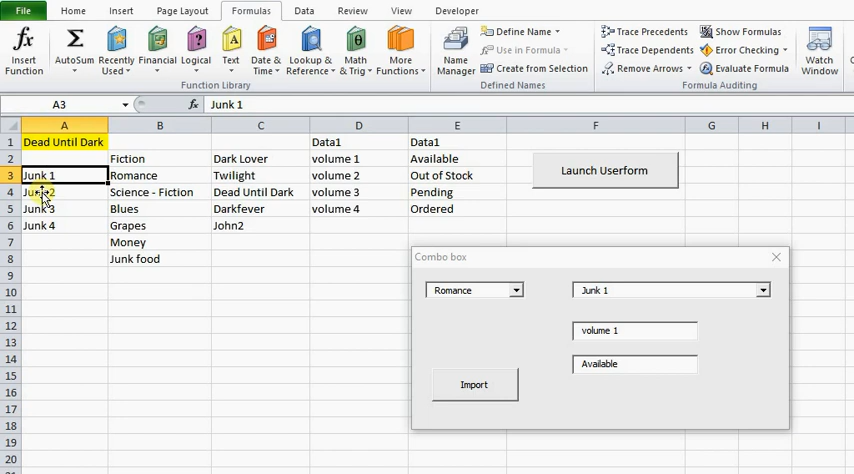 File Home Insert Page Layout Formulas Data Review View Developer
Insert Function
AutoSum
Recently Used
Financial
Logical
Text
Date & Time
Lookup & Reference
Math & Trig
More Functions
Function Library
Name Manager
Define Name
Use in Formula
Create from Selection
Defined Names
Trace Precedents
Trace Dependents
Remove Arrows
Show Formulas
Error Checking
Evaluate Formula
Formula Auditing
Watch Window
A3 fx Junk 1
A B C D E F G H I
1 Dead Until Dark Data1 Data1
2 Fiction Dark Lover volume 1 Available
3 Junk 1 Romance Twilight volume 2 Out of Stock
4 Junk 2 Science - Fiction Dead Until Dark volume 3 Pending
5 Junk 3 Blues Darkfever volume 4 Ordered
6 Junk 4 Grapes John2
7 Money
8 Junk food
9
10
11
12
13
14
15
16
17
18
19
20
Launch Userform
Combo box
Romance Junk 1
volume 1
Available
Import